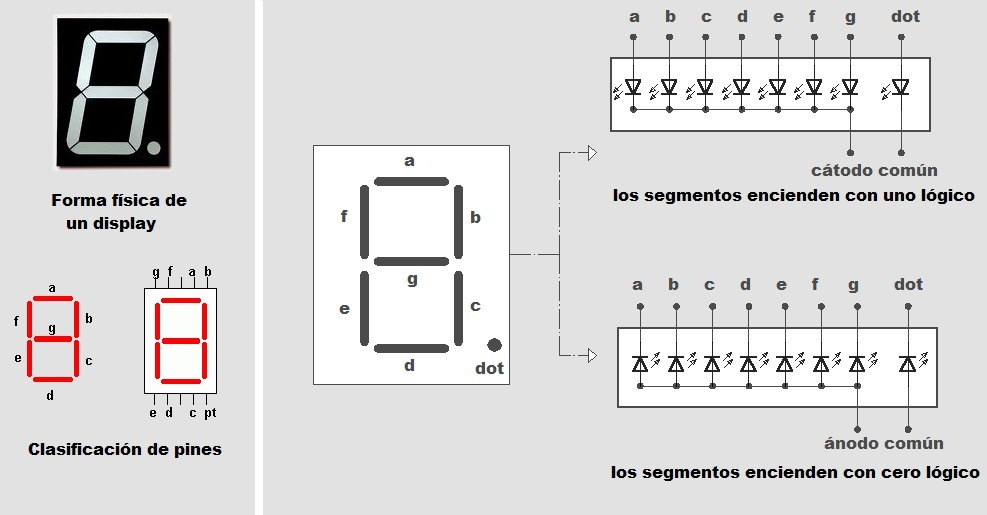 Forma física de
un display
a
f
b
g
e
c
d
g f a b
e d c pt
Clasificación de pines
a
f
b
g
e
c
d
dot
a b c d e f g dot
cátodo común
los segmentos encienden con uno lógico
a b c d e f g dot
ánodo común
los segmentos encienden con cero lógico